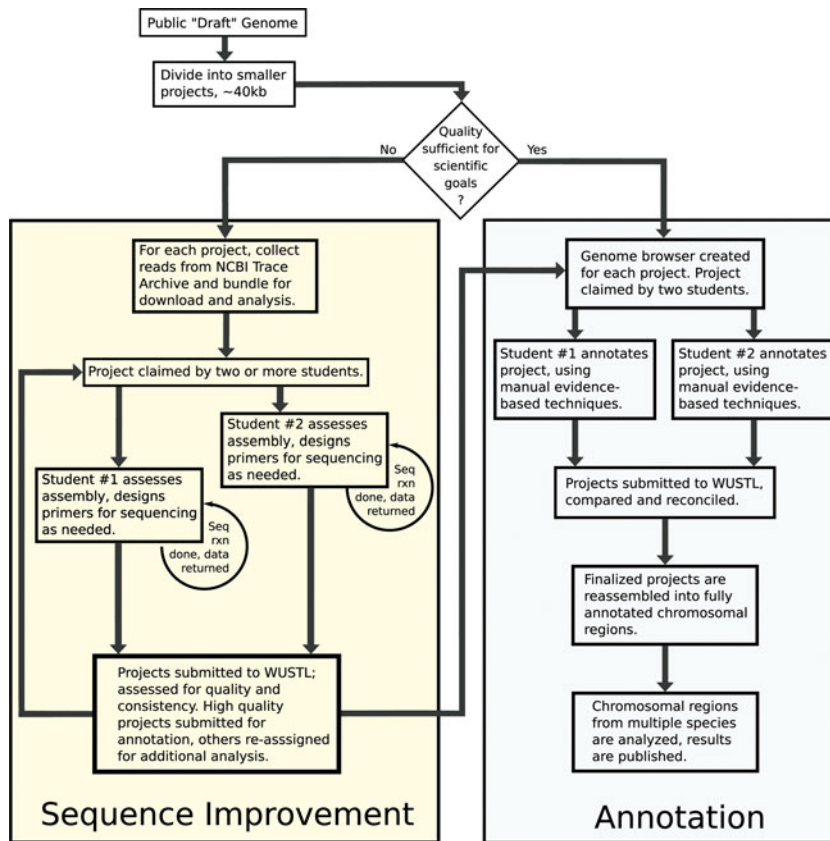 Public "Draft" Genome
Divide into smaller
projects, ~40kb
Quality
sufficient for
scientific
goals
?
No
Yes
For each project, collect
reads from NCBI Trace
Archive and bundle for
download and analysis.
Project claimed by two or more students.
Student #2 assesses
assembly, designs
primers for sequencing
as needed.
Seq
rxn
done, data
returned
Student #1 assesses
assembly, designs
primers for sequencing
as needed.
Seq
rxn
done, data
returned
Projects submitted to WUSTL;
assessed for quality and
consistency. High quality
projects submitted for
annotation, others re-asssigned
for additional analysis.
Sequence Improvement
Genome browser created
for each project. Project
claimed by two students.
Student #1 annotates
project, using
manual evidence-
based techniques.
Student #2 annotates
project, using
manual evidence-
based techniques.
Projects submitted to WUSTL,
compared and reconciled.
Finalized projects are
reassembled into fully
annotated chromosomal
regions.
Chromosomal regions
from multiple species
are analyzed, results
are published.
Annotation